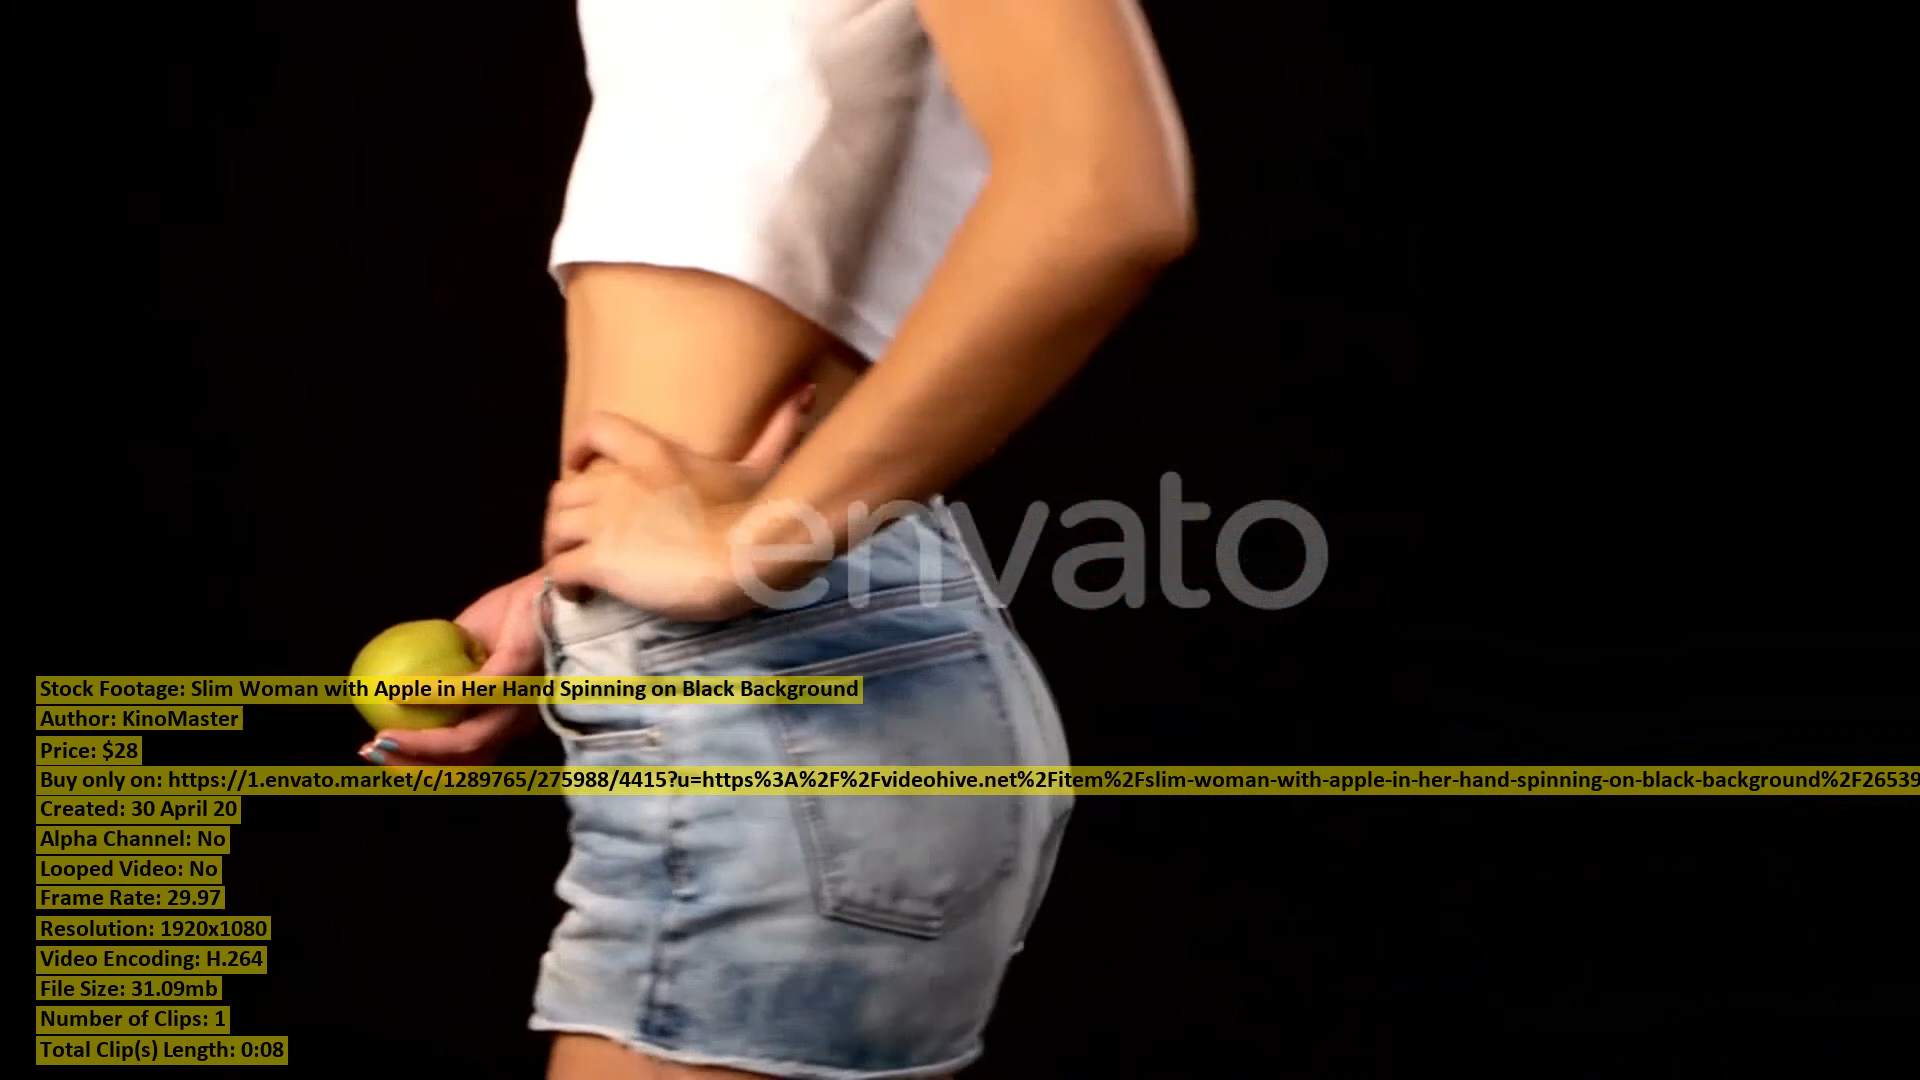 envato
Stock Footage: Slim Woman with Apple in Her Hand Spinning on Black Background
Author: KinoMaster
Price: $28
Buy only on: https://1.envato.market/c/1289765/275988/4415?u=https%3A%2F%2Fvideohive.net%2Fitem%2Fslim-woman-with-apple-in-her-hand-spinning-on-black-background%2F26539
Created: 30 April 20
Alpha Channel: No
Looped Video: No
Frame Rate: 29.97
Resolution: 1920x1080
Video Encoding: H.264
File Size: 31.09mb
Number of Clips: 1
Total Clip(s) Length: 0:08